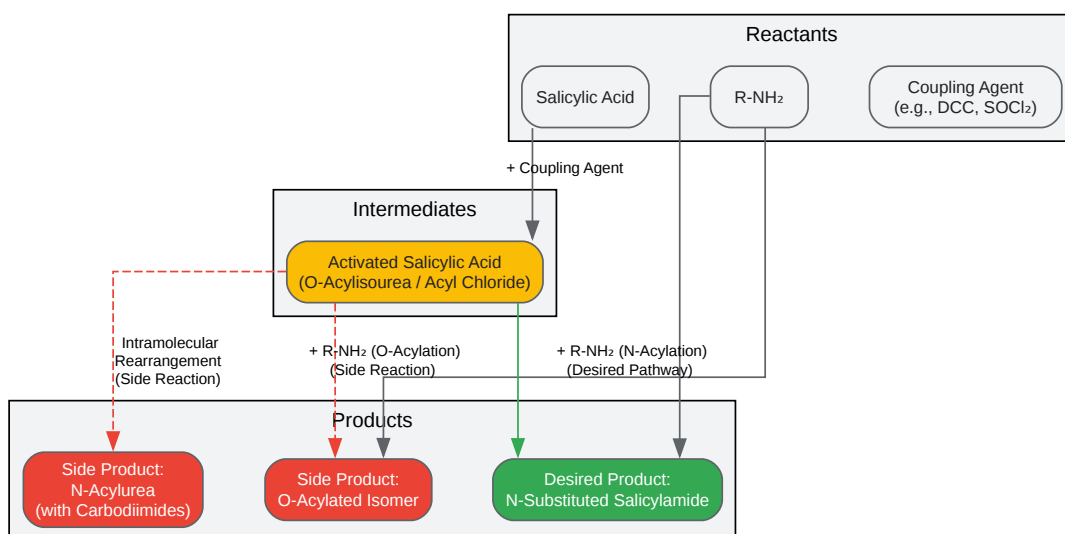 Reactants
Salicylic Acid
R-NH₂
Coupling Agent
(e.g., DCC, SOCl₂)
+ Coupling Agent
Intermediates
Activated Salicylic Acid
(O-Acylisourea / Acyl Chloride)
Intramolecular
Rearrangement
(Side Reaction)
+ R-NH₂ (O-Acylation)
(Side Reaction)
+ R-NH₂ (N-Acylation)
(Desired Pathway)
Products
Side Product:
N-Acylurea
(with Carbodiimides)
Side Product:
O-Acylated Isomer
Desired Product:
N-Substituted Salicylamide